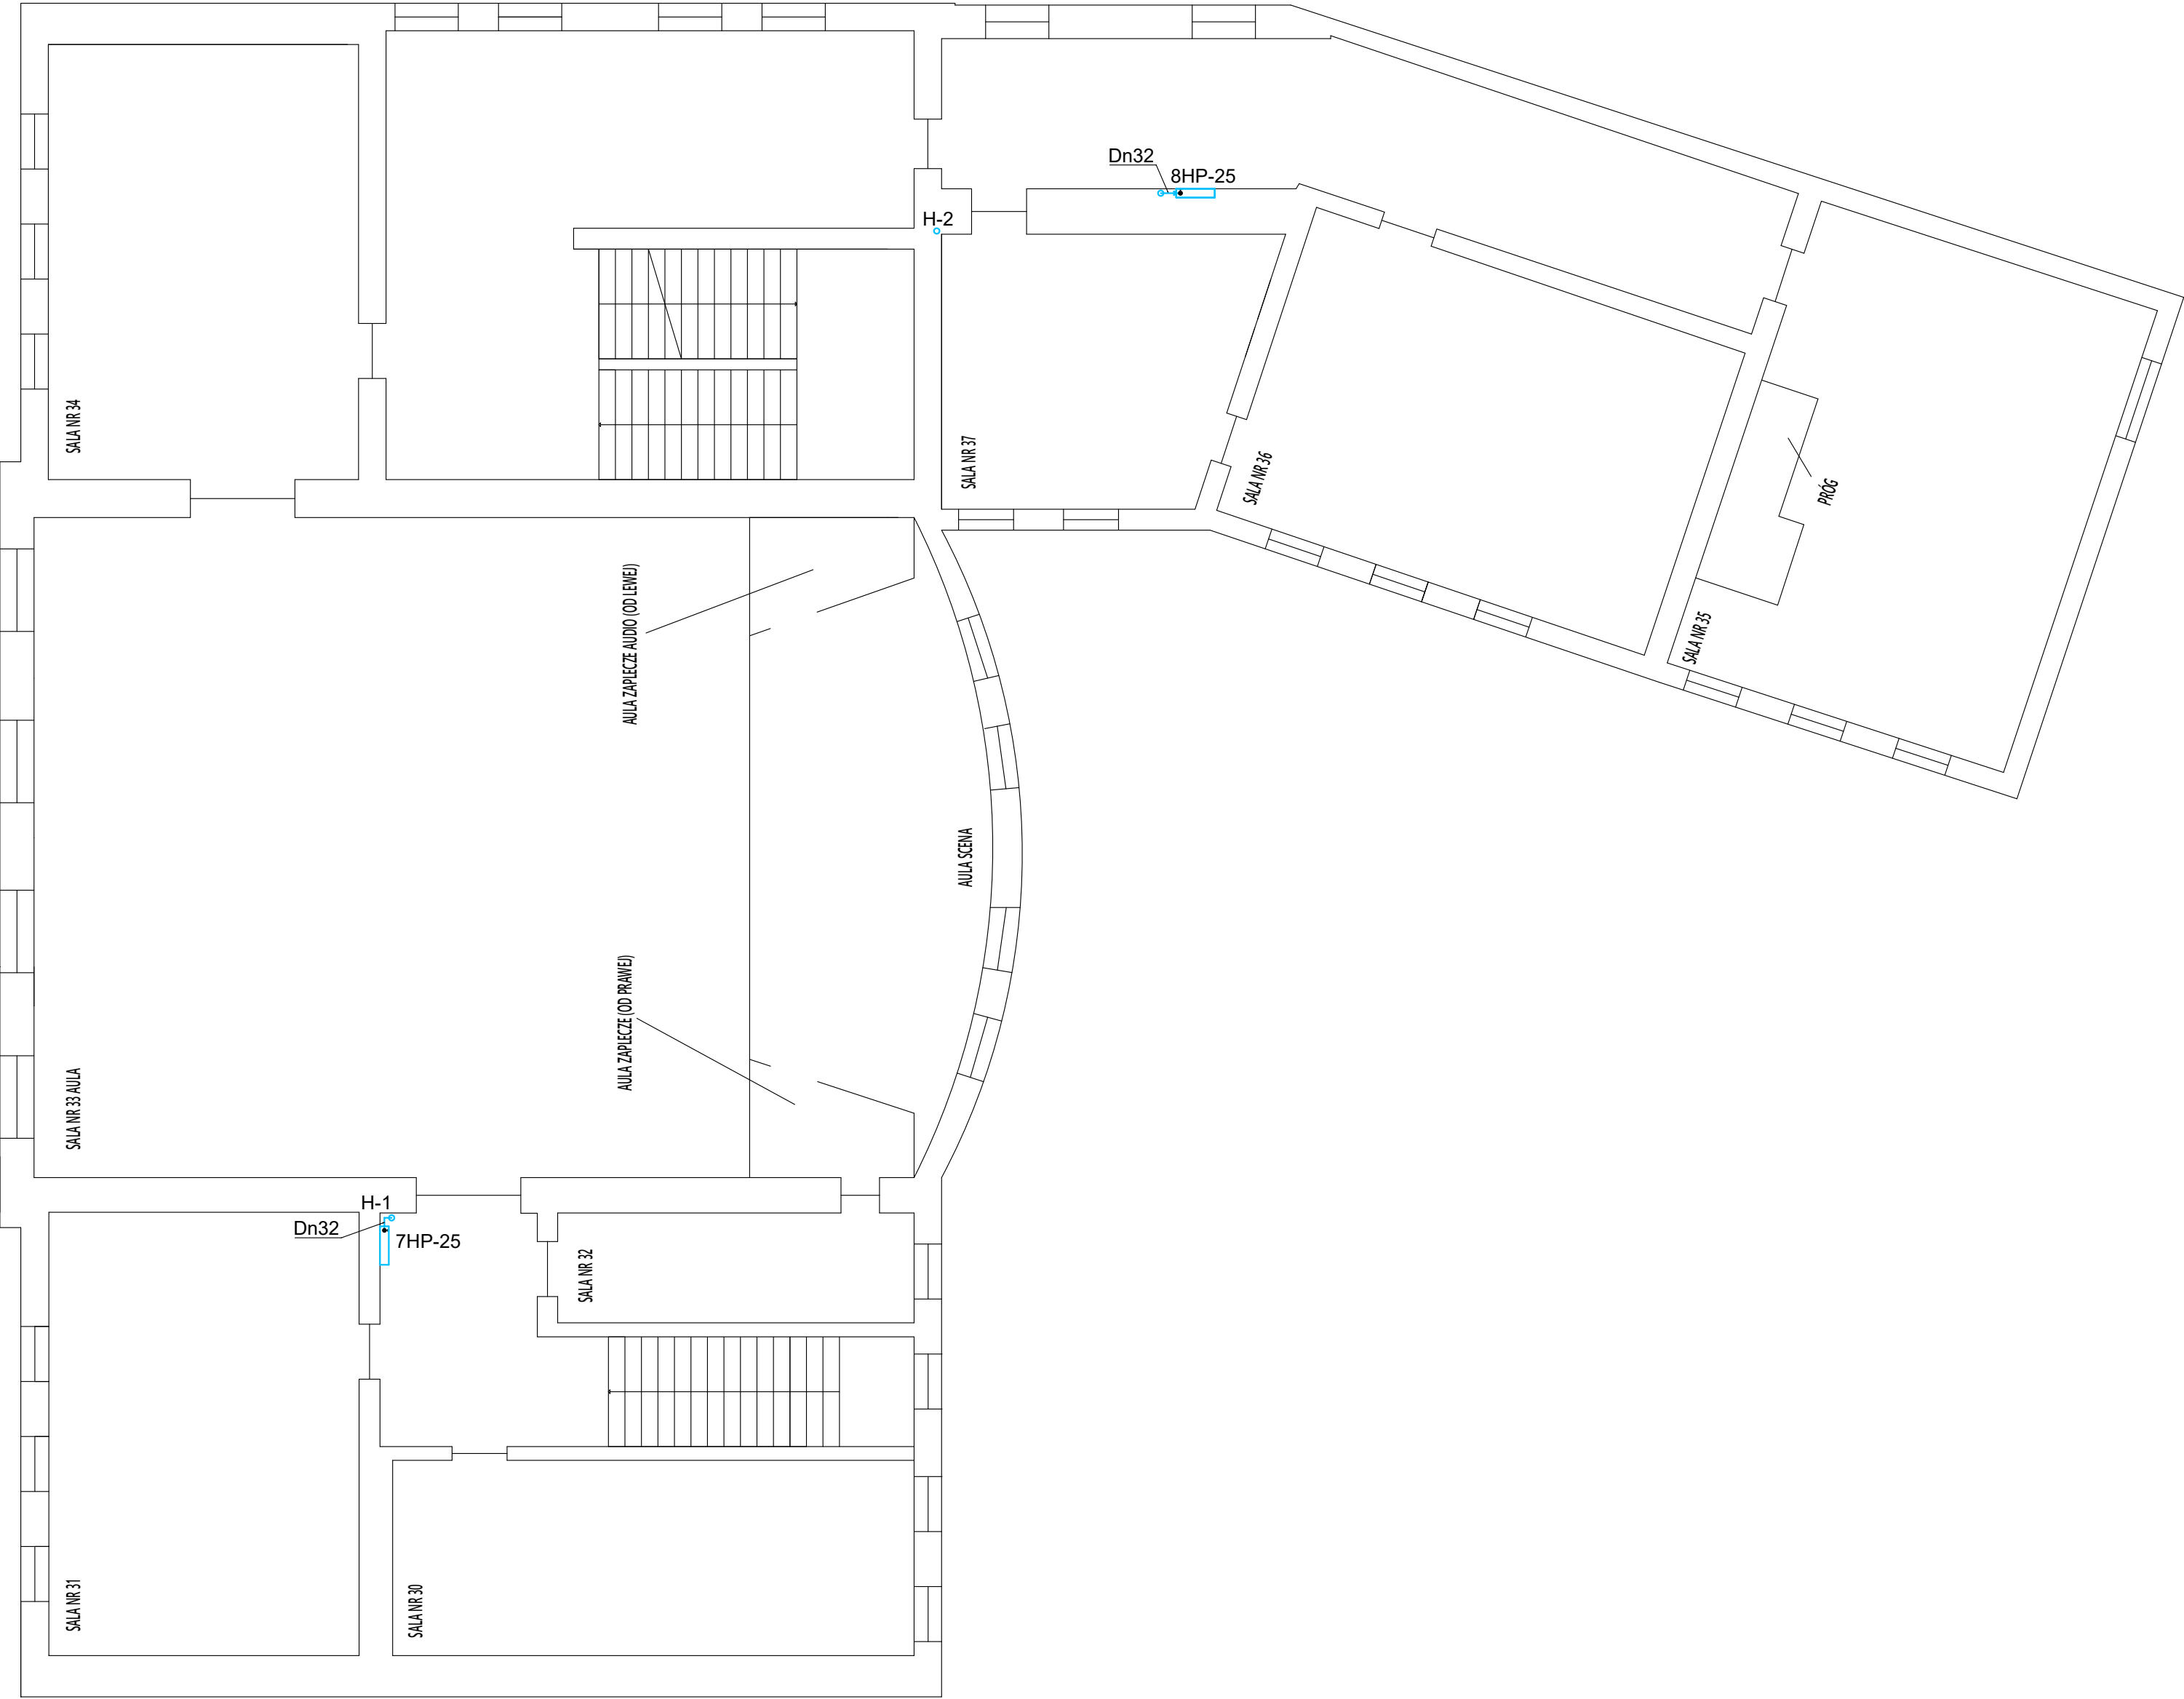 Dn32
8HP-25
H-2
SALA NR 34
SALA NR 37
SALA NR 36
PRÓG
SALA NR 35
AULA ZAPLECZE AUDIO (OD LEWEJ)
AULA SCENA
AULA ZAPLECZE (OD PRAWEJ)
SALA NR 33 AULA
H-1
Dn32
7HP-25
SALA NR 32
SALA NR 31
SALA NR 30